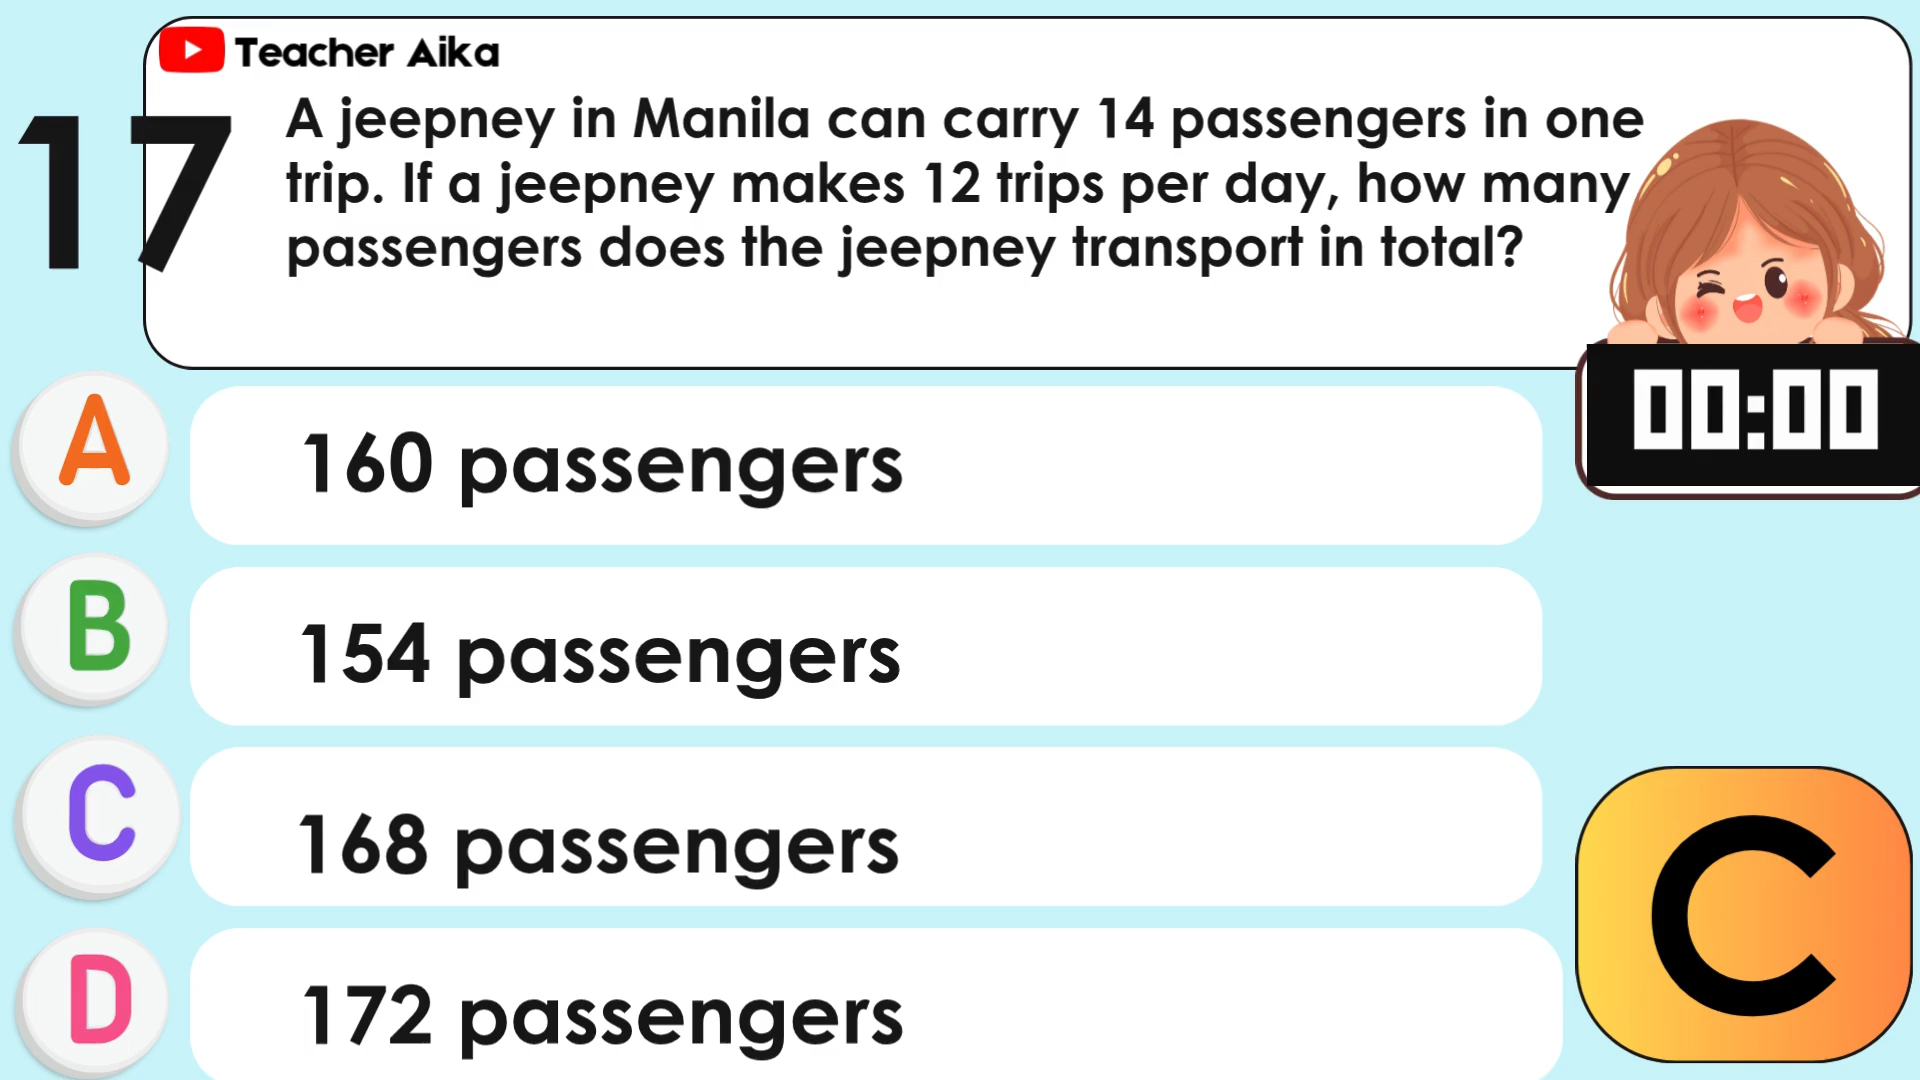 Teacher Aika
17
A jeepney in Manila can carry 14 passengers in one
trip. If a jeepney makes 12 trips per day, how many
passengers does the jeepney transport in total?
00:00
A
160 passengers
B
154 passengers
C
168 passengers
D
172 passengers
C